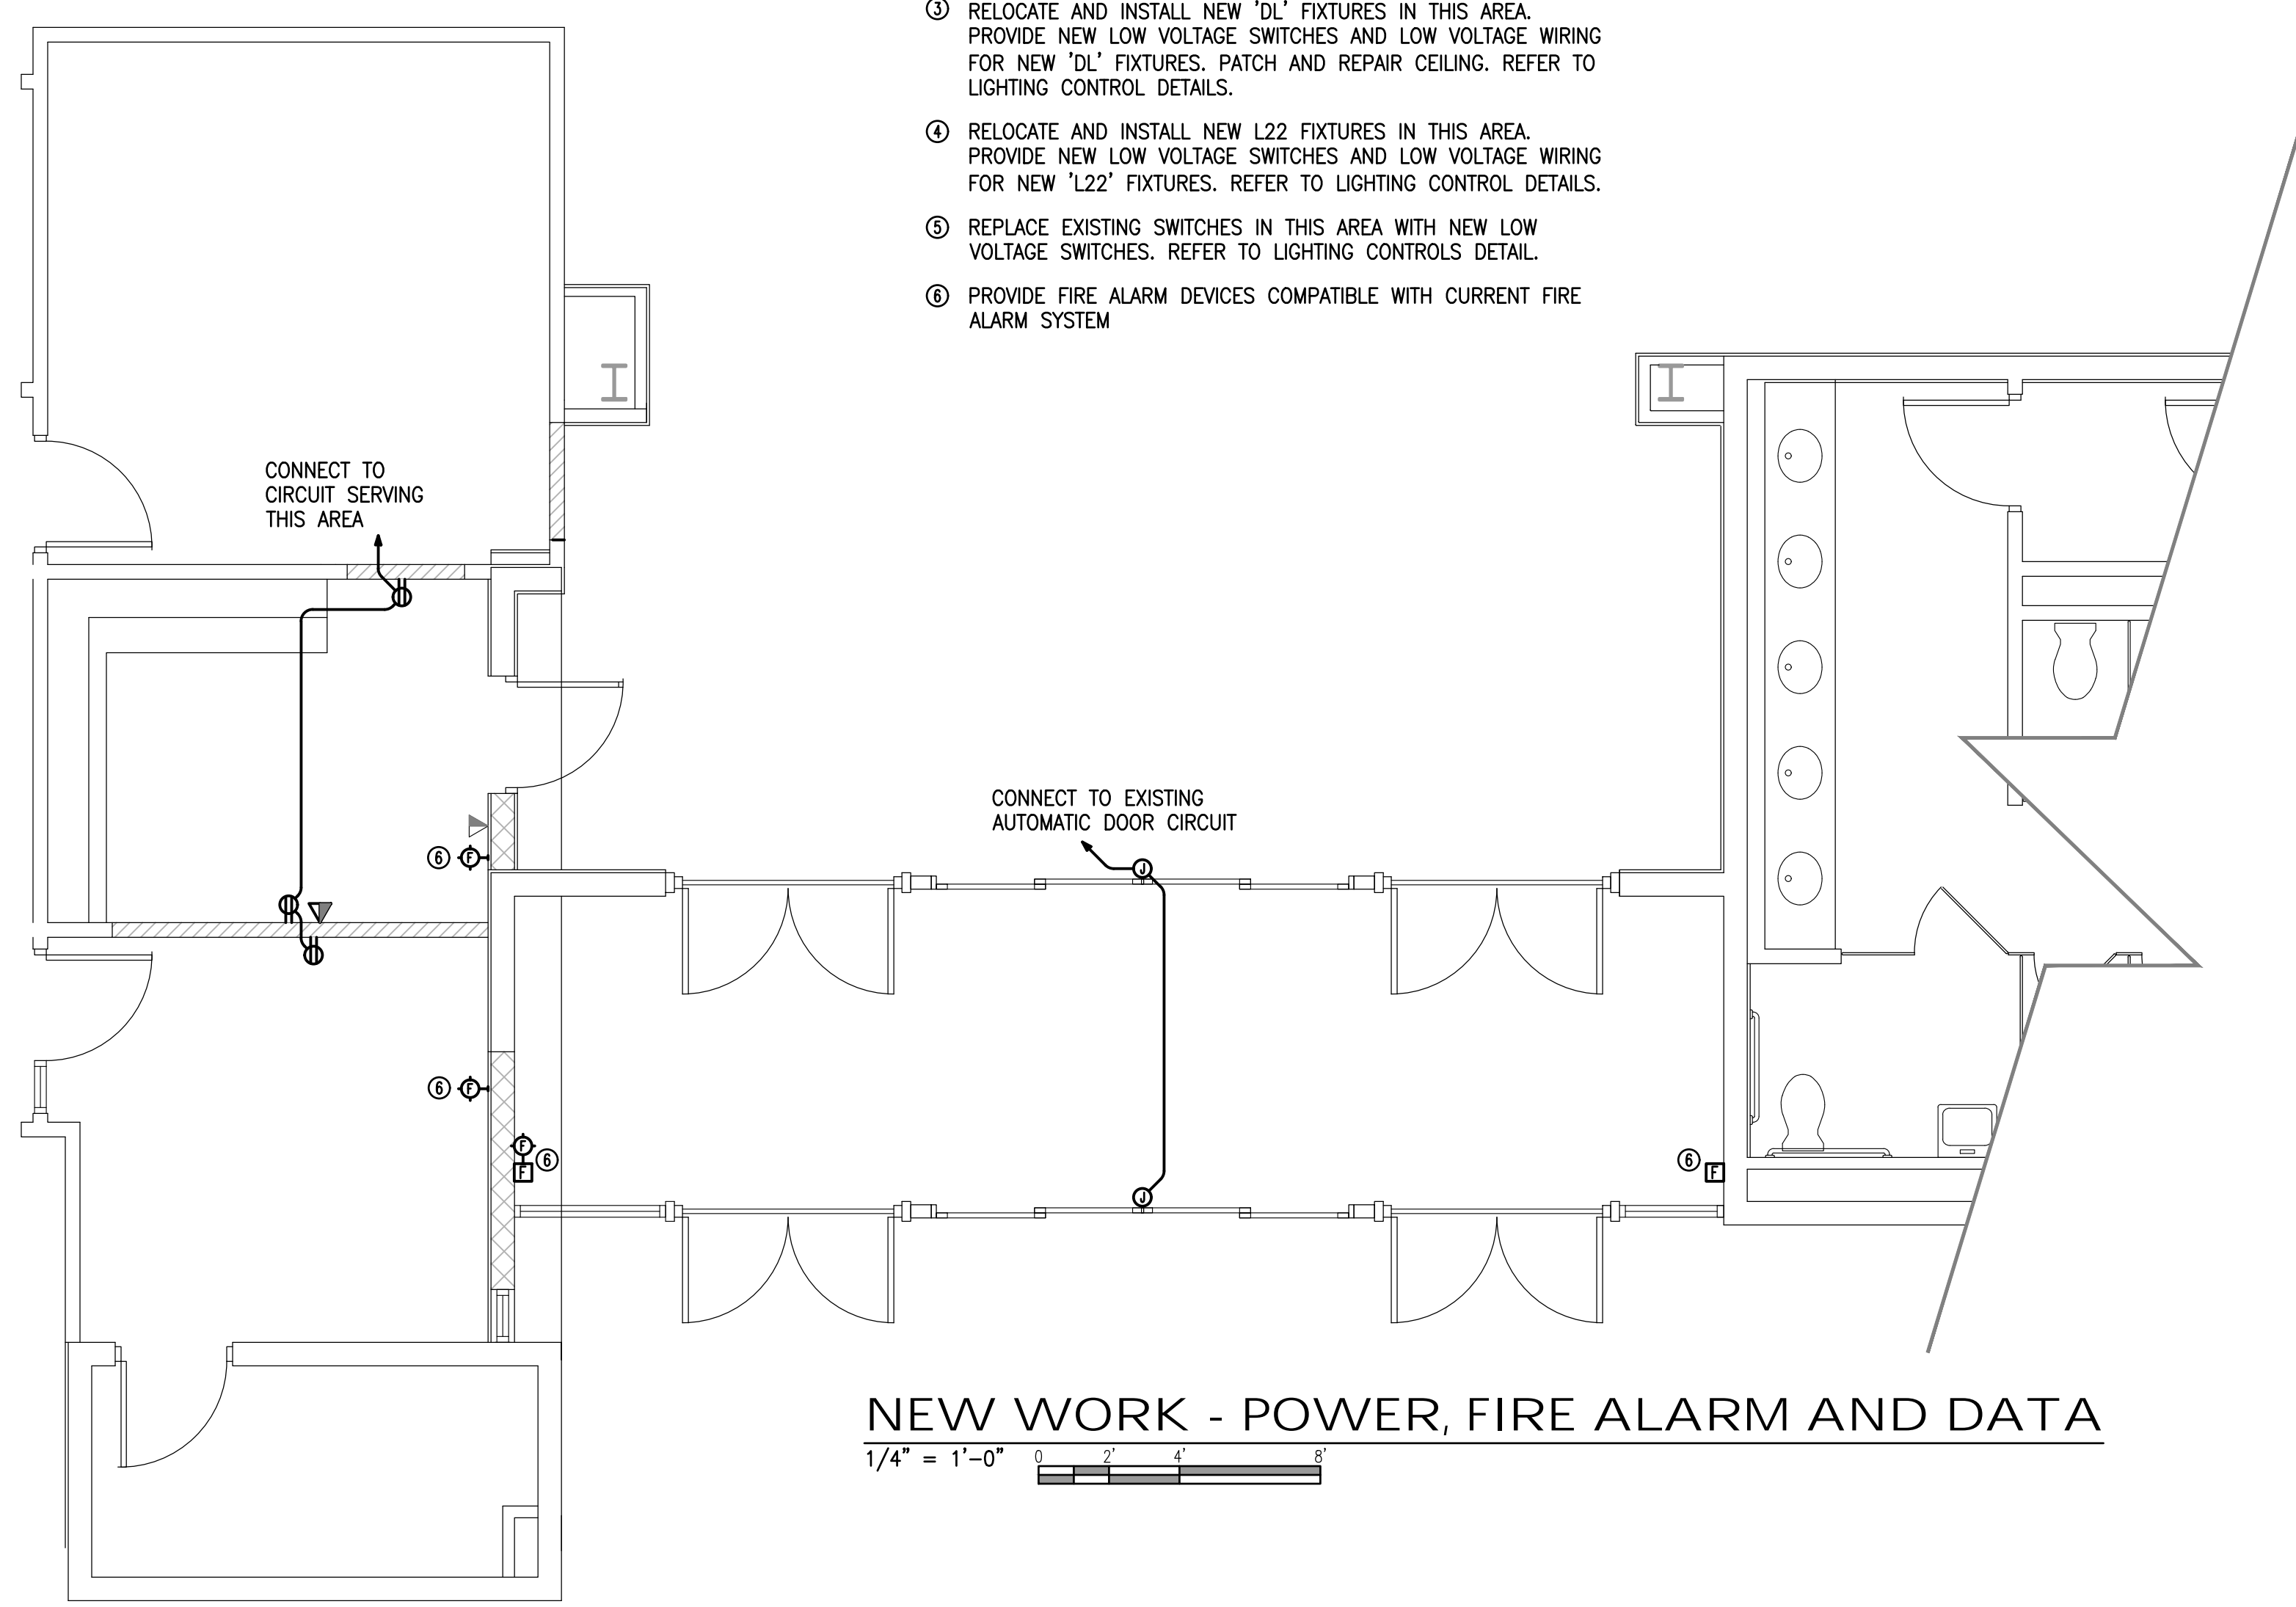 ③ RELOCATE AND INSTALL NEW 'DL' FIXTURES IN THIS AREA.
PROVIDE NEW LOW VOLTAGE SWITCHES AND LOW VOLTAGE WIRING
FOR NEW 'DL' FIXTURES. PATCH AND REPAIR CEILING. REFER TO
LIGHTING CONTROL DETAILS.
④ RELOCATE AND INSTALL NEW L22 FIXTURES IN THIS AREA.
PROVIDE NEW LOW VOLTAGE SWITCHES AND LOW VOLTAGE WIRING
FOR NEW 'L22' FIXTURES. REFER TO LIGHTING CONTROL DETAILS.
⑤ REPLACE EXISTING SWITCHES IN THIS AREA WITH NEW LOW
VOLTAGE SWITCHES. REFER TO LIGHTING CONTROLS DETAIL.
⑥ PROVIDE FIRE ALARM DEVICES COMPATIBLE WITH CURRENT FIRE
ALARM SYSTEM
CONNECT TO
CIRCUIT SERVING
THIS AREA
CONNECT TO EXISTING
AUTOMATIC DOOR CIRCUIT
⑥ F
J
⑥ F
F
⑥
F
⑥ F
J
NEW WORK - POWER, FIRE ALARM AND DATA
1/4" = 1'-0" 0 2' 4' 8'